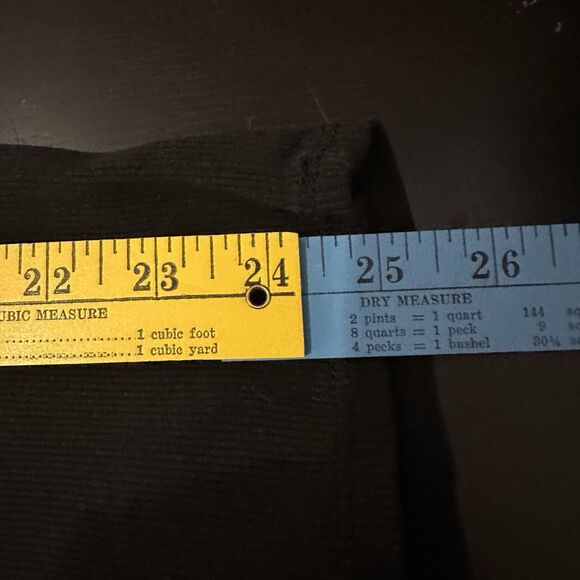 22 23 24 25 26
CUBIC MEASURE
1 cubic foot
1 cubic yard
DRY MEASURE
2 pints = 1 quart 144
8 quarts = 1 peck 9
4 pecks = 1 bushel 30¼